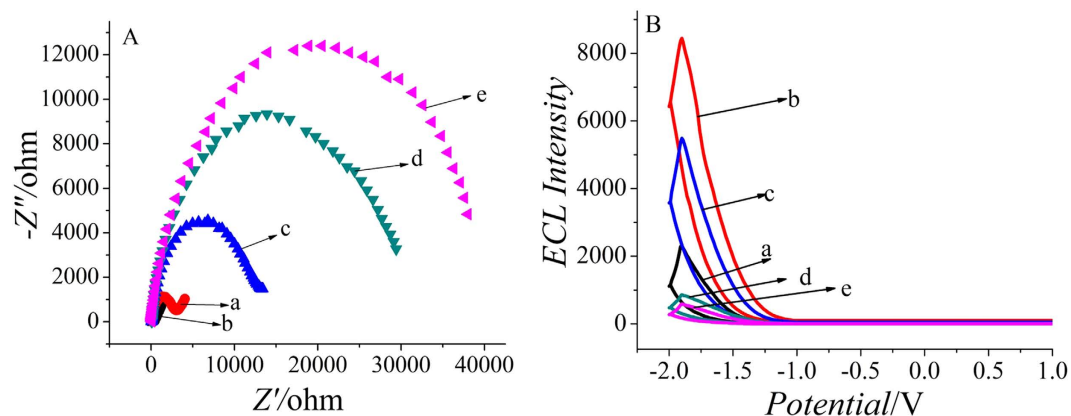 A
-Z″/ohm
12000
10000
8000
6000
4000
2000
0
e
d
c
a
b
0 10000 20000 30000 40000
Z′/ohm
B
ECL Intensity
8000
6000
4000
2000
0
b
c
a
d
e
-2.0 -1.5 -1.0 -0.5 0.0 0.5 1.0
Potential/V